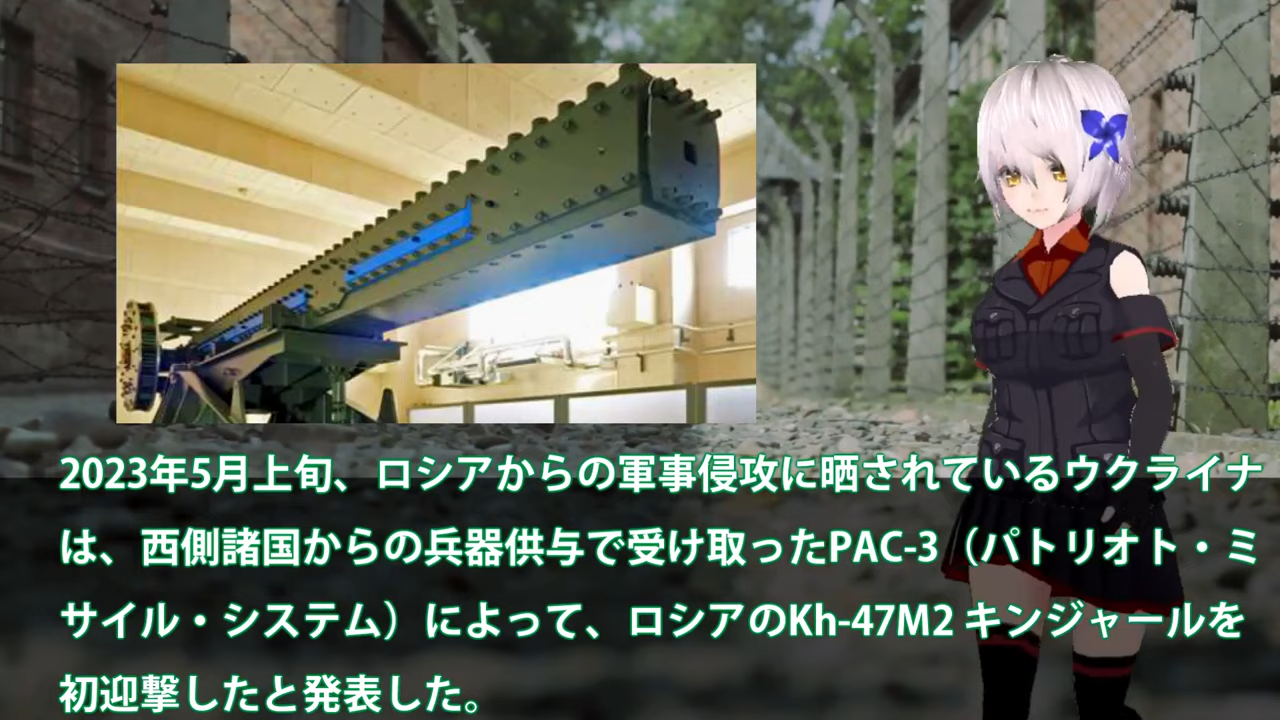 2023年5月上旬、ロシアからの軍事侵攻に晒されているウクライナ
は、西側諸国からの兵器供与で受け取ったPAC-3（パトリオト・ミ
サイル・システム）によって、ロシアのKh-47M2 キンジャールを
初迎撃したと発表した。